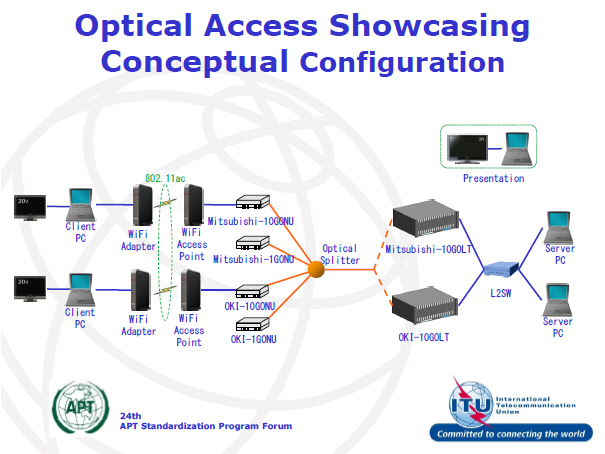 Optical Access Showcasing
Conceptual Configuration
Presentation
802.11ac
Client
PC
WiFi
Adapter
WiFi
Access
Point
Mitsubishi-10GONU
Mitsubishi-1GONU
Optical
Splitter
Mitsubishi-10GOLT
Server
PC
Client
PC
WiFi
Adapter
WiFi
Access
Point
OKI-10GONU
OKI-1GONU
OKI-10GOLT
L2SW
Server
PC
APT
24th
APT Standardization Program Forum
ITU
International
Telecommunication
Union
Committed to connecting the world